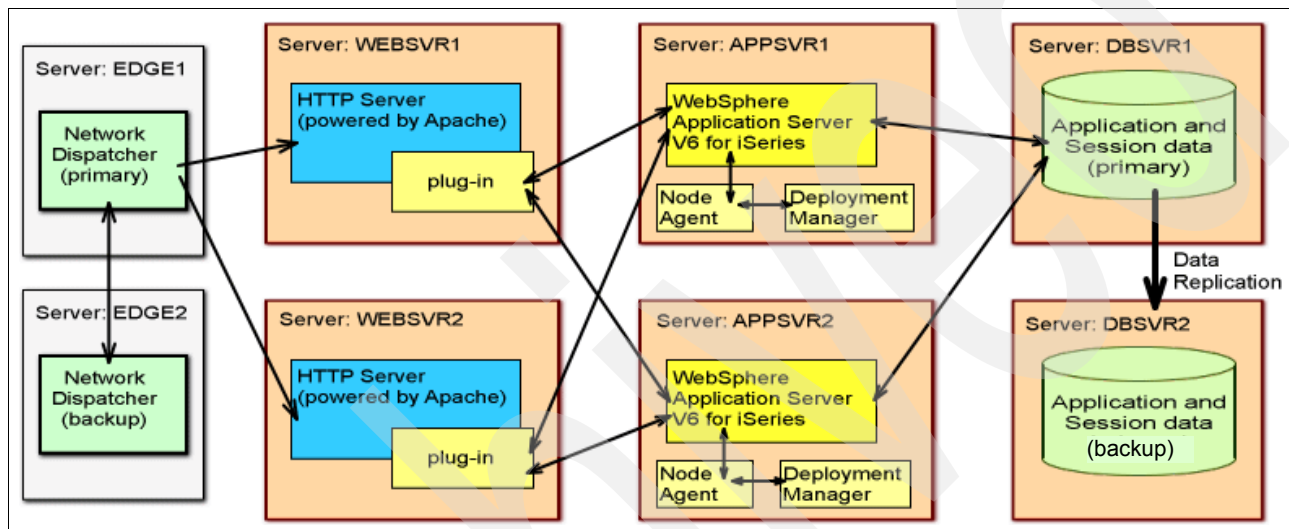 Server: EDGE1
Network
Dispatcher
(primary)
Server: EDGE2
Network
Dispatcher
(backup)
Server: WEBSVR1
HTTP Server
(powered by Apache)
plug-in
Server: WEBSVR2
HTTP Server
(powered by Apache)
plug-in
Server: APPSVR1
WebSphere
Application Server
V6 for iSeries
Node
Agent
Deployment
Manager
Server: APPSVR2
WebSphere
Application Server
V6 for iSeries
Node
Agent
Deployment
Manager
Server: DBSVR1
Application and
Session data
(primary)
Data
Replication
Server: DBSVR2
Application and
Session data
(backup)